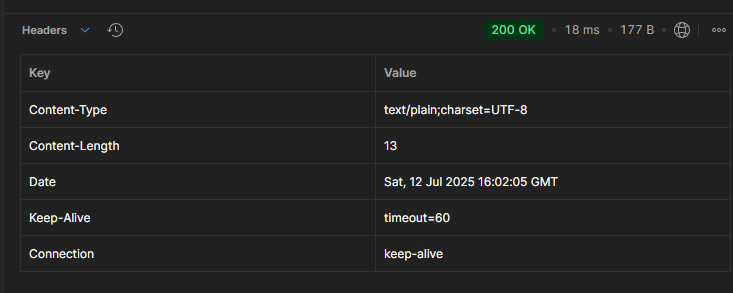 Headers 200 OK • 18 ms • 177 B •
Key Value
Content-Type text/plain;charset=UTF-8
Content-Length 13
Date Sat, 12 Jul 2025 16:02:05 GMT
Keep-Alive timeout=60
Connection keep-alive